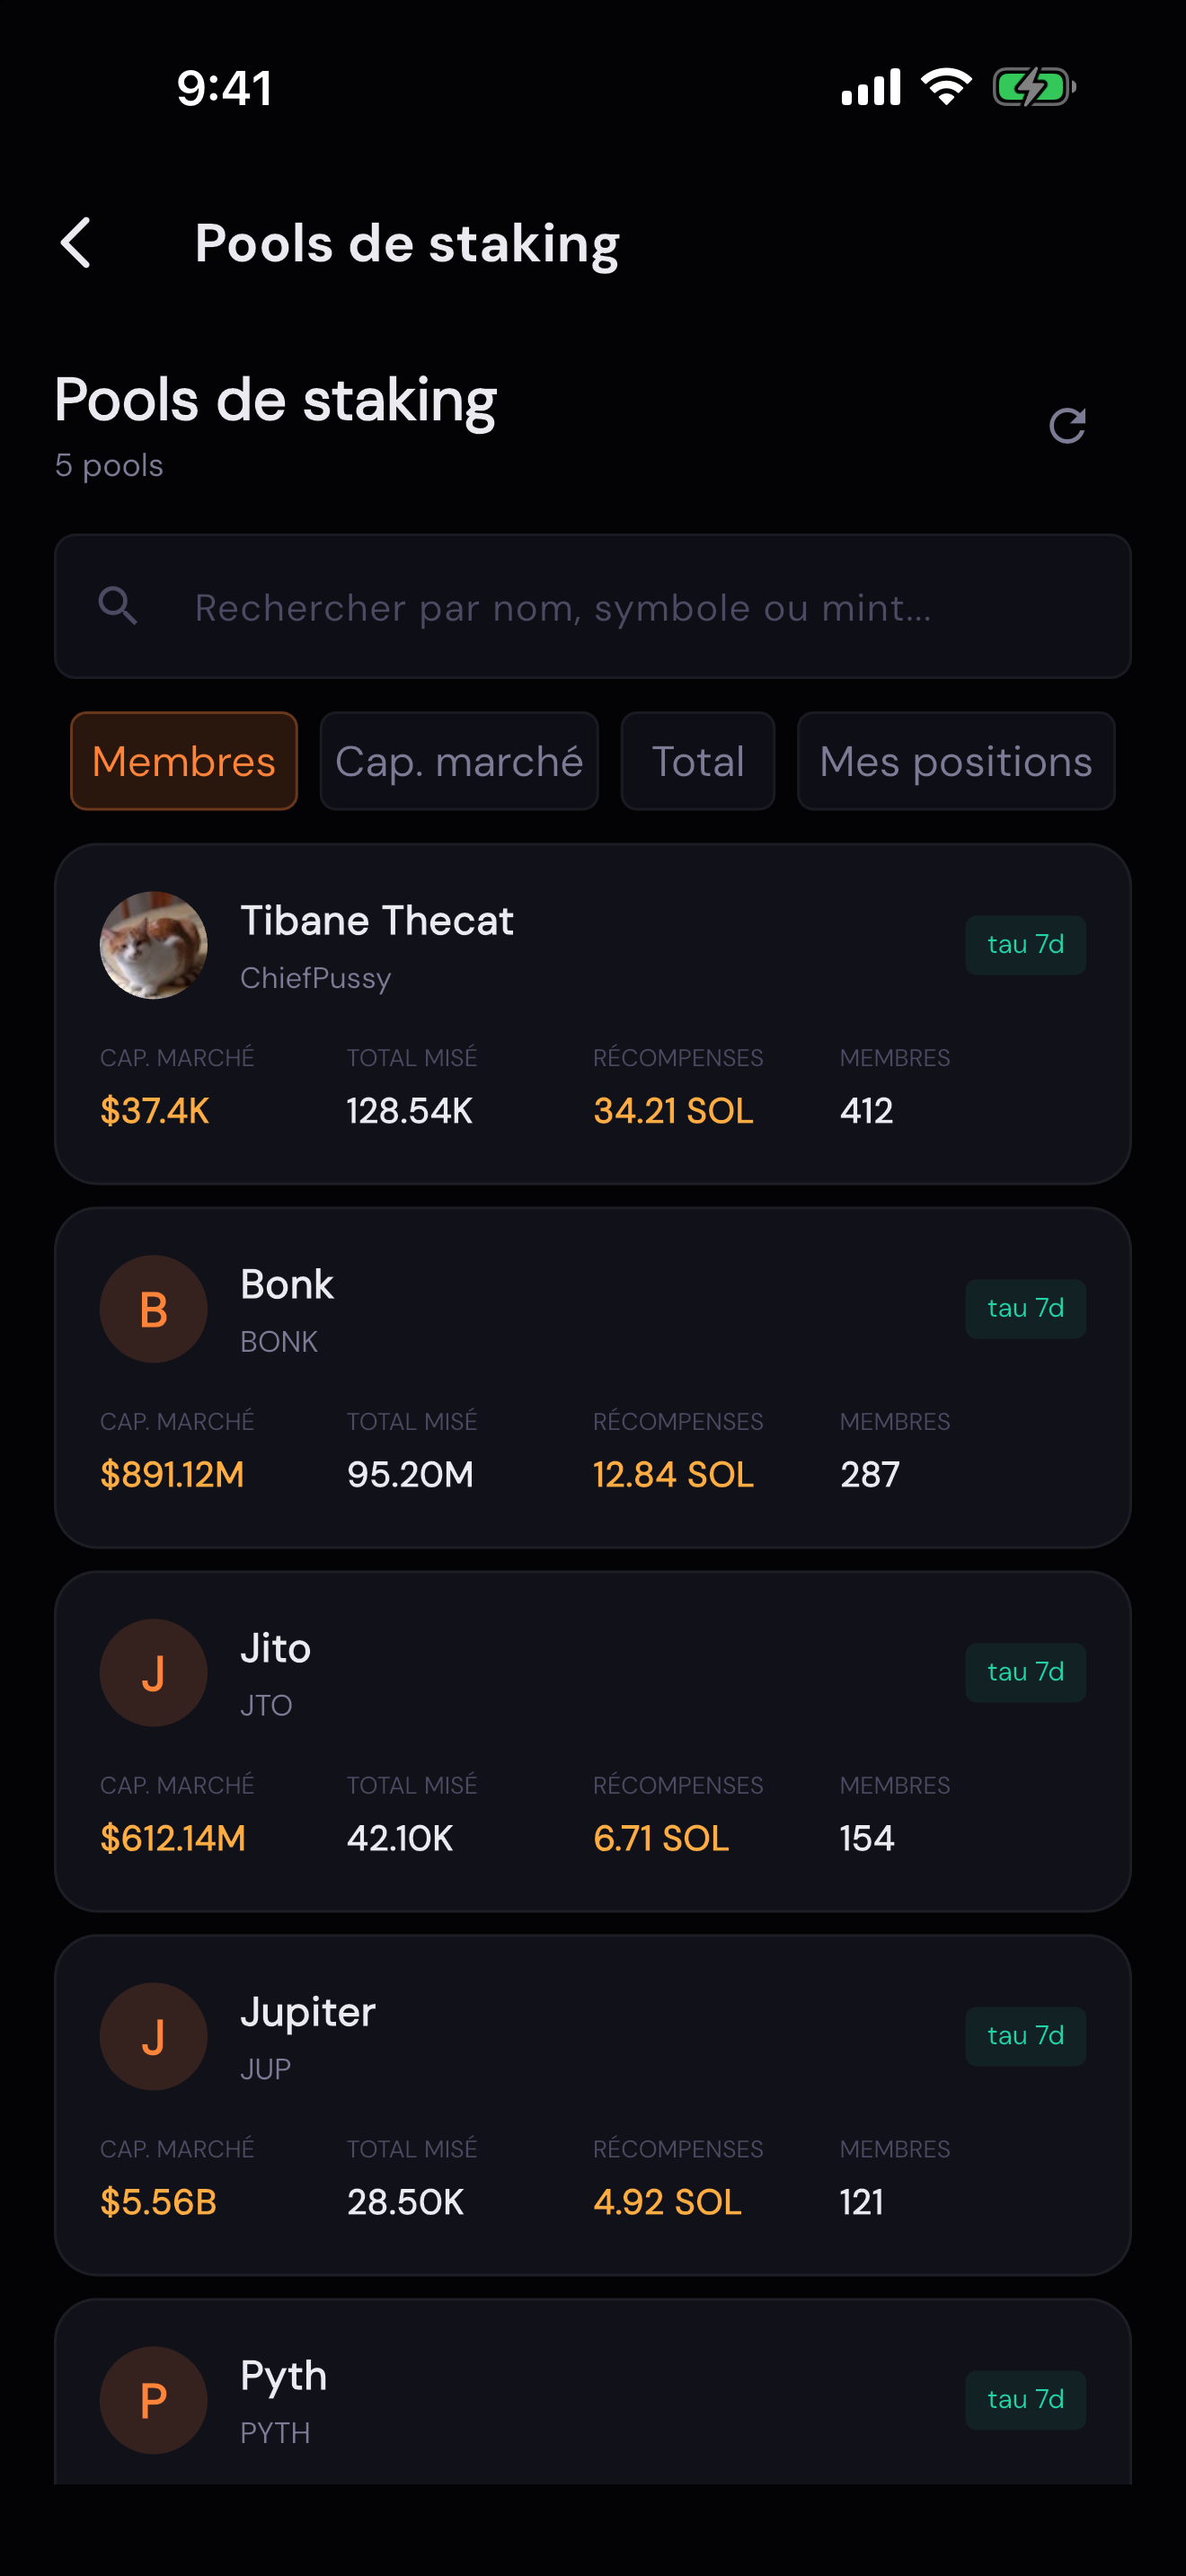 9:41
Pools de staking
Pools de staking
5 pools
Rechercher par nom, symbole ou mint...
Membres
Cap. marché
Total
Mes positions
Tibane Thecat
ChiefPussy
tau 7d
CAP. MARCHÉ TOTAL MISÉ RÉCOMPENSES MEMBRES
$37.4K 128.54K 34.21 SOL 412
B
Bonk
BONK
tau 7d
CAP. MARCHÉ TOTAL MISÉ RÉCOMPENSES MEMBRES
$891.12M 95.20M 12.84 SOL 287
J
Jito
JTO
tau 7d
CAP. MARCHÉ TOTAL MISÉ RÉCOMPENSES MEMBRES
$612.14M 42.10K 6.71 SOL 154
J
Jupiter
JUP
tau 7d
CAP. MARCHÉ TOTAL MISÉ RÉCOMPENSES MEMBRES
$5.56B 28.50K 4.92 SOL 121
P
Pyth
PYTH
tau 7d